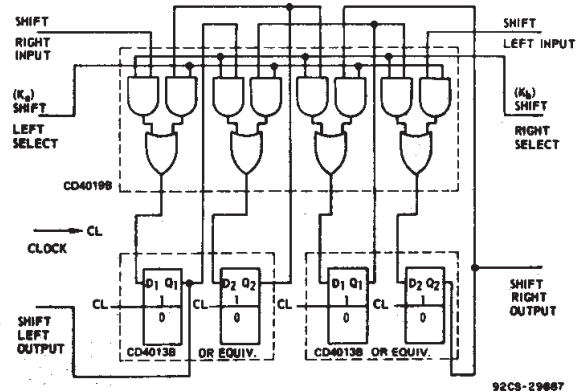 SHIFT
RIGHT
INPUT
SHIFT
LEFT INPUT
(Ka)
SHIFT
LEFT
SELECT
(Kb)
SHIFT
RIGHT
SELECT
CD4019B
CL
CLOCK
D1 Q1
1
0
D2 Q2
1
0
D1 Q1
1
0
D2 Q2
1
0
CL
CL
CL
CL
SHIFT
LEFT
OUTPUT
SHIFT
RIGHT
OUTPUT
CD4013B OR EQUIV.
CD4013B OR EQUIV.
92CS-29887